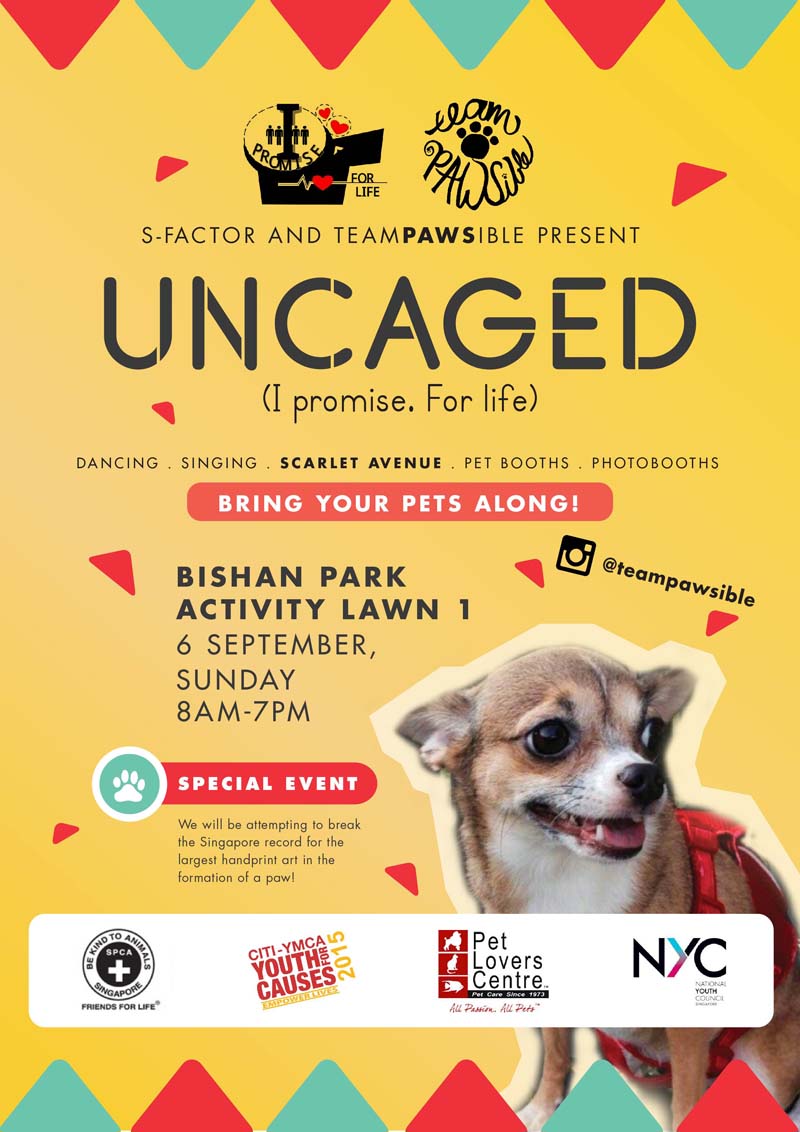 I PROMISE
FOR
LIFE
team
PAWSible
S-FACTOR AND TEAMPAWSIBLE PRESENT
UNCAGED
(I promise. For life)
DANCING . SINGING . SCARLET AVENUE . PET BOOTHS . PHOTOBOOTHS
BRING YOUR PETS ALONG!
@teampawsible
BISHAN PARK
ACTIVITY LAWN 1
6 SEPTEMBER,
SUNDAY
8AM-7PM
SPECIAL EVENT
We will be attempting to break
the Singapore record for the
largest handprint art in the
formation of a paw!
BE KIND TO ANIMALS
SPCA
SINGAPORE
FRIENDS FOR LIFE®
CITI-YMCA
YOUTH
FOR
CAUSES
2015
EMPOWER LIVES
Pet
Lovers
Centre™
Pet Care Since 1973
All Passion. All Pets™
NYC
NATIONAL
YOUTH
COUNCIL
SINGAPORE